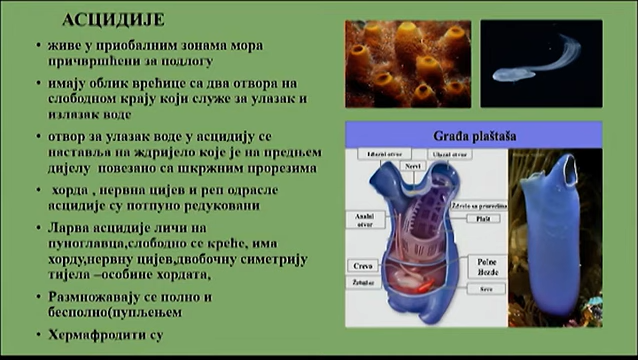 АСЦИДИЈЕ
• живе у приобалним зонама мора
причвршћени за подлогу
• имају облик врећице са два отвора на
слободном крају који служе за улазак и
излазак воде
• отвор за улазак воде у асцидију се
наставља на ждријело које је на предњем
дијелу повезано са шкржним прорезима
• хорда , нервна цијев и реп одрасле
асцидије су потпуно редуковани
• Ларва асцидије личи на
пуноглавца,слободно се креће, има
хорду,нервну цијев,двобочну симетрију
тијела –особине хордата,
• Размножавају се полно и
бесполно(пупљењем
• Хермафродити су
Građa plaštaša
Izlazni otvor
Ulazni otvor
Nervi
Ždrelo sa prorezima
Plašt
Analni
otvor
Crevo
Želudac
Polne
žlezde
Srce